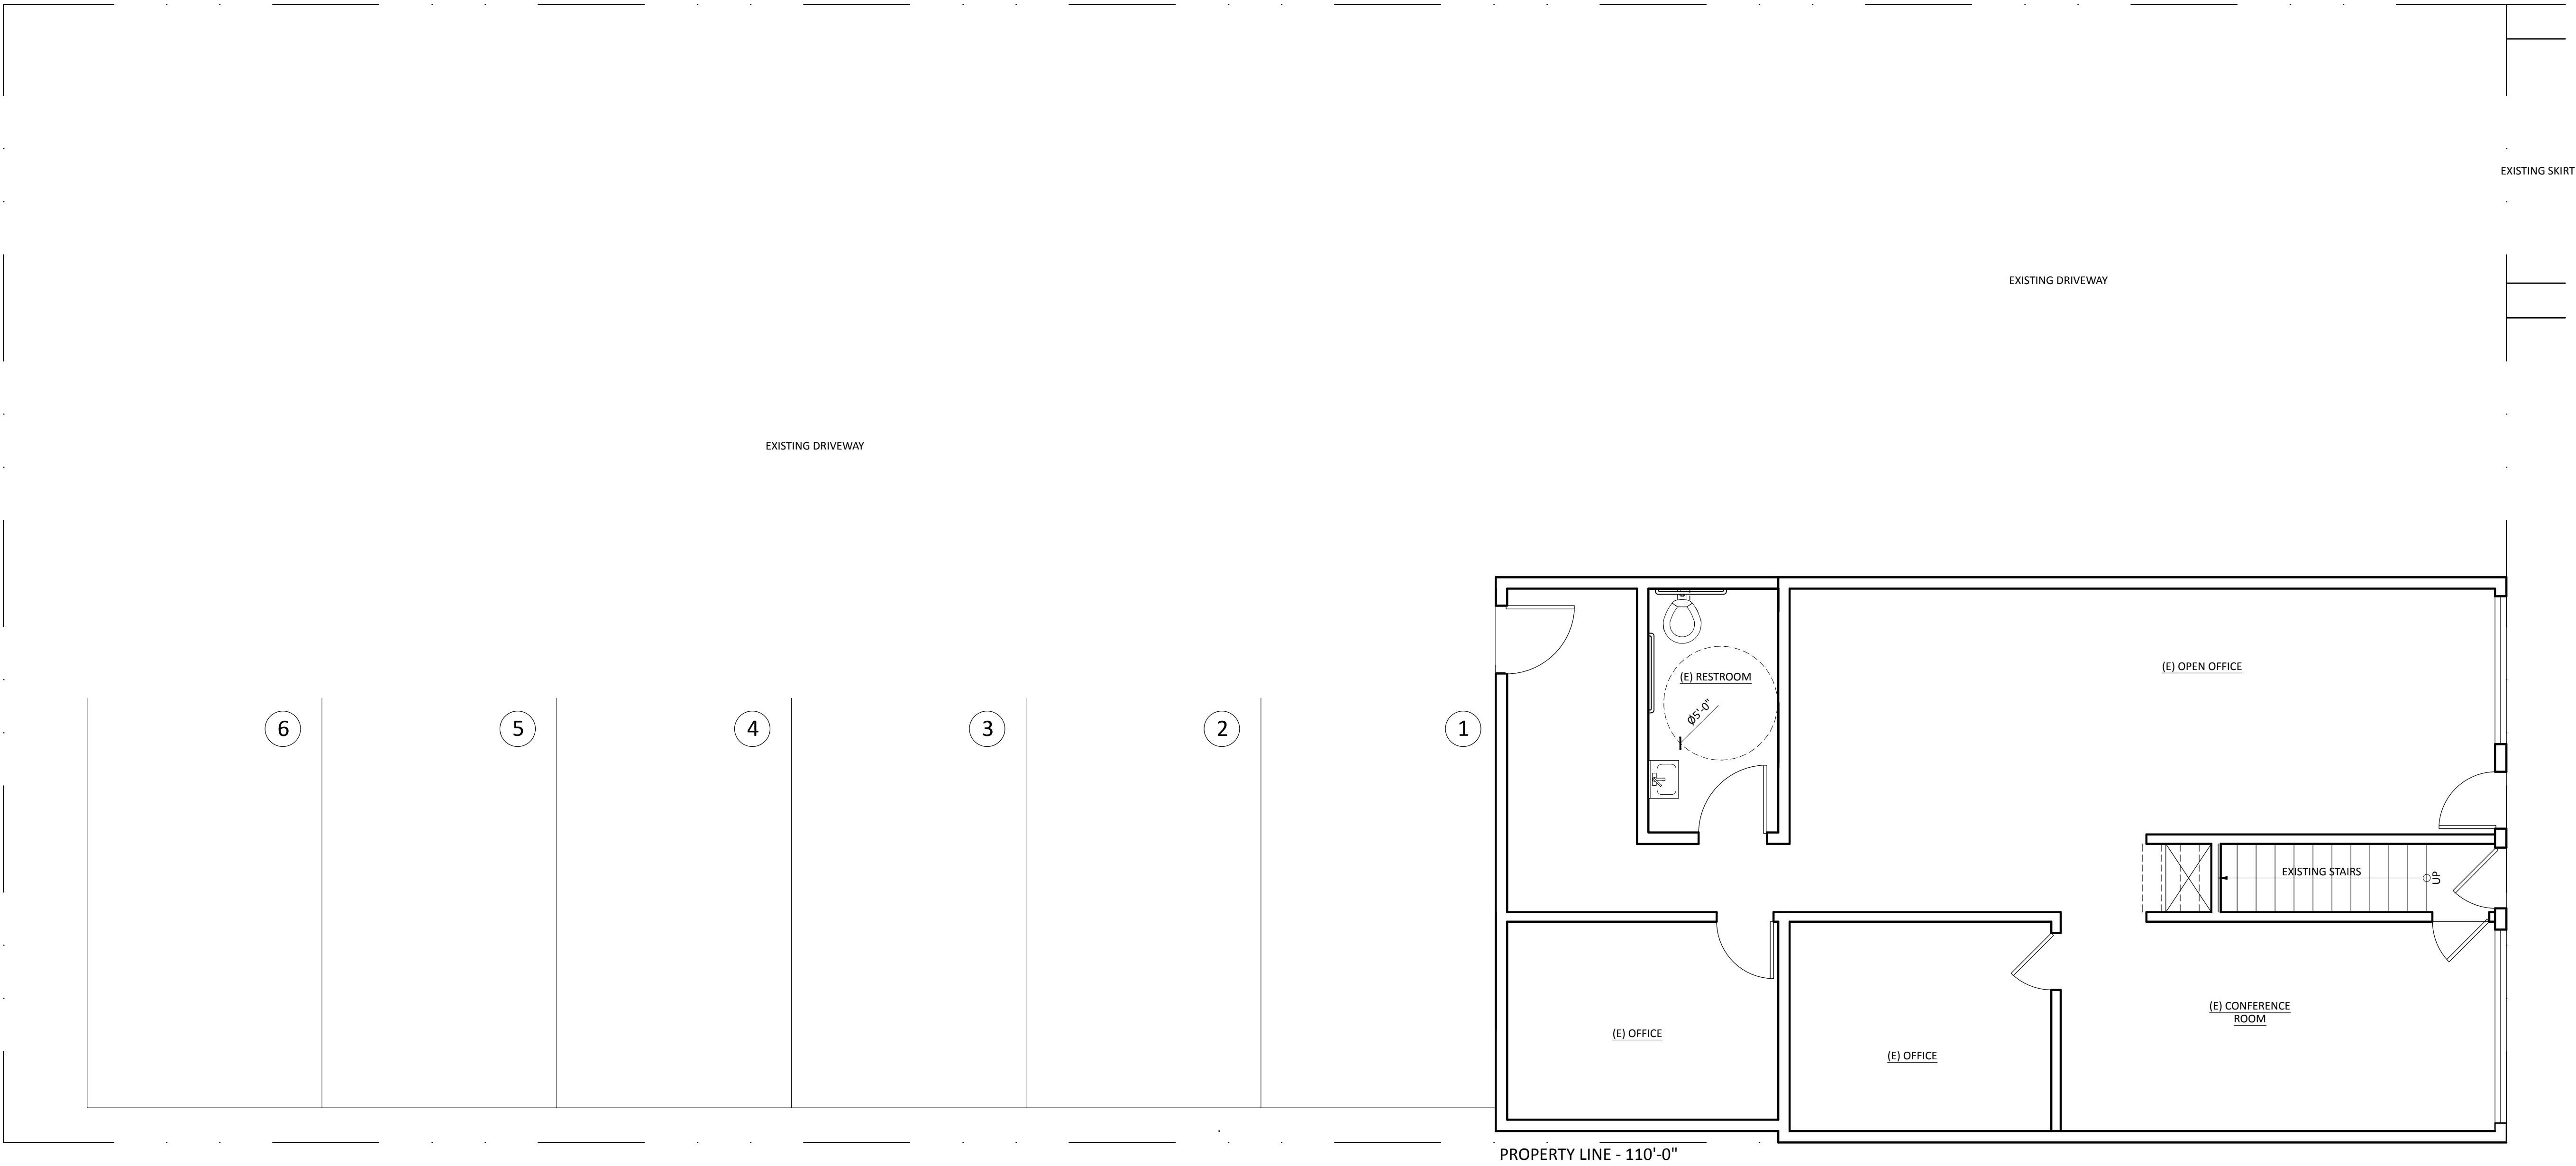 EXISTING SKIRT
EXISTING DRIVEWAY
EXISTING DRIVEWAY
(E) OPEN OFFICE
(E) RESTROOM
Ø5'-0"
6
5
4
3
2
1
EXISTING STAIRS
UP
(E) CONFERENCE
ROOM
(E) OFFICE
(E) OFFICE
PROPERTY LINE - 110'-0"